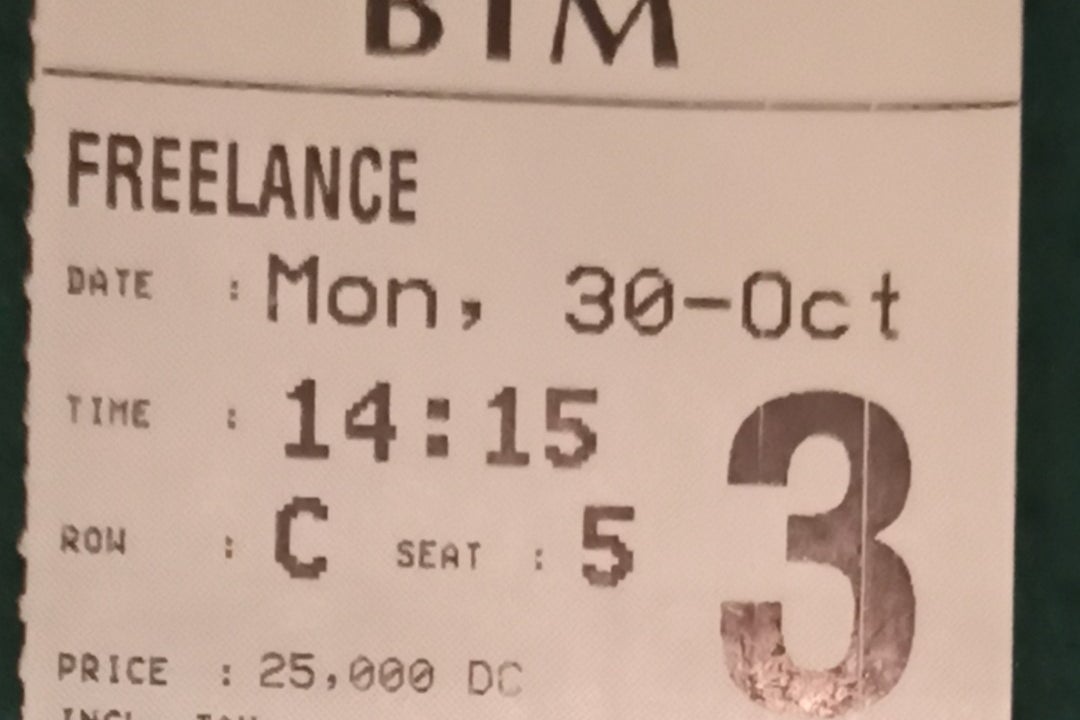 BTM
FREELANCE
DATE : Mon, 30-Oct
TIME : 14:15
3
ROW : C SEAT : 5
PRICE : 25,000 DC